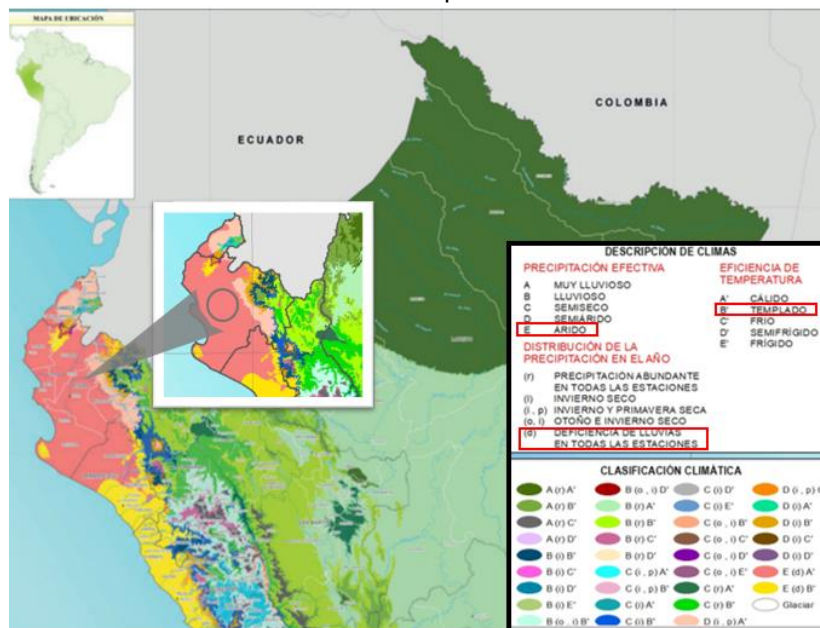 MAPA DE UBICACIÓN
COLOMBIA
ECUADOR
DESCRIPCIÓN DE CLIMAS
PRECIPITACIÓN EFECTIVA
A MUY LLUVIOSO
B LLUVIOSO
C SEMISECO
D SEMIÁRIDO
E ARIDO
EFICIENCIA DE
TEMPERATURA
A' CÁLIDO
B' TEMPLADO
C' FRIO
D' SEMIFRÍGIDO
E' FRÍGIDO
DISTRIBUCIÓN DE LA
PRECIPITACIÓN EN EL AÑO
(r) PRECIPITACIÓN ABUNDANTE
EN TODAS LAS ESTACIONES
(i) INVIERNO SECO
(i , p) INVIERNO Y PRIMAVERA SECA
(o, i) OTOÑO E INVIERNO SECO
(d) DEFICIENCIA DE LLUVIAS
EN TODAS LAS ESTACIONES
CLASIFICACIÓN CLIMÁTICA
A (r) A'
A (r) B'
A (r) C'
A (r) D'
B (i) B'
B (i) C'
B (i) D'
B (i) E'
B (o , i) B'
B (o , i) D'
B (r) A'
B (r) B'
B (r) C'
B (r) D'
C (i , p) A'
C (i , p) B'
C (i) A'
C (i) B'
C (i) D'
C (i) E'
C (o , i) B'
C (o , i) C'
C (o , i) D'
C (o , i) E'
C (r) A'
C (r) B'
D (i , p) A'
D (i , p)
D (i) A'
D (i) B'
D (i) C'
D (i) D'
E (d) A'
E (d) B'
Glaciar